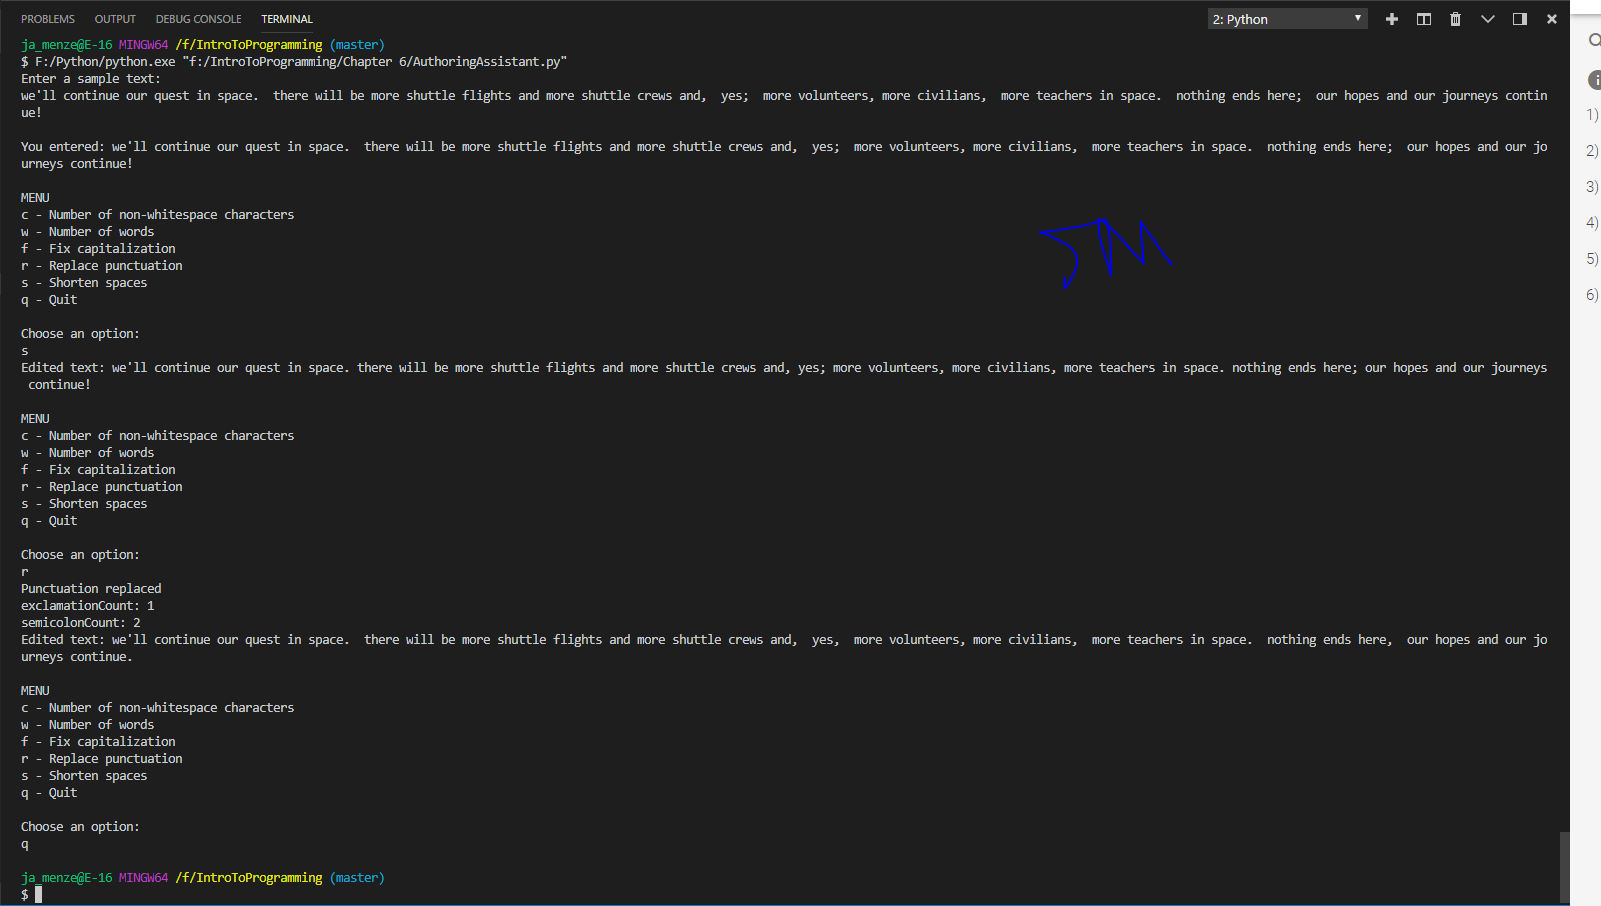 PROBLEMS OUTPUT DEBUG CONSOLE TERMINAL 2: Python
ja_menze@E-16 MINGW64 /f/IntroToProgramming (master)
$ F:/Python/python.exe "f:/IntroToProgramming/Chapter 6/AuthoringAssistant.py"
Enter a sample text:
we'll continue our quest in space.  there will be more shuttle flights and more shuttle crews and,  yes;  more volunteers, more civilians,  more teachers in space.  nothing ends here;  our hopes and our journeys contin
ue!

You entered: we'll continue our quest in space.  there will be more shuttle flights and more shuttle crews and,  yes;  more volunteers, more civilians,  more teachers in space.  nothing ends here;  our hopes and our jo
urneys continue!

MENU
c - Number of non-whitespace characters
w - Number of words
f - Fix capitalization
r - Replace punctuation
s - Shorten spaces
q - Quit

Choose an option:
s
Edited text: we'll continue our quest in space. there will be more shuttle flights and more shuttle crews and, yes; more volunteers, more civilians, more teachers in space. nothing ends here; our hopes and our journeys
 continue!

MENU
c - Number of non-whitespace characters
w - Number of words
f - Fix capitalization
r - Replace punctuation
s - Shorten spaces
q - Quit

Choose an option:
r
Punctuation replaced
exclamationCount: 1
semicolonCount: 2
Edited text: we'll continue our quest in space.  there will be more shuttle flights and more shuttle crews and,  yes,  more volunteers, more civilians,  more teachers in space.  nothing ends here,  our hopes and our jo
urneys continue.

MENU
c - Number of non-whitespace characters
w - Number of words
f - Fix capitalization
r - Replace punctuation
s - Shorten spaces
q - Quit

Choose an option:
q

ja_menze@E-16 MINGW64 /f/IntroToProgramming (master)
$
1)
2)
3)
4)
5)
6)